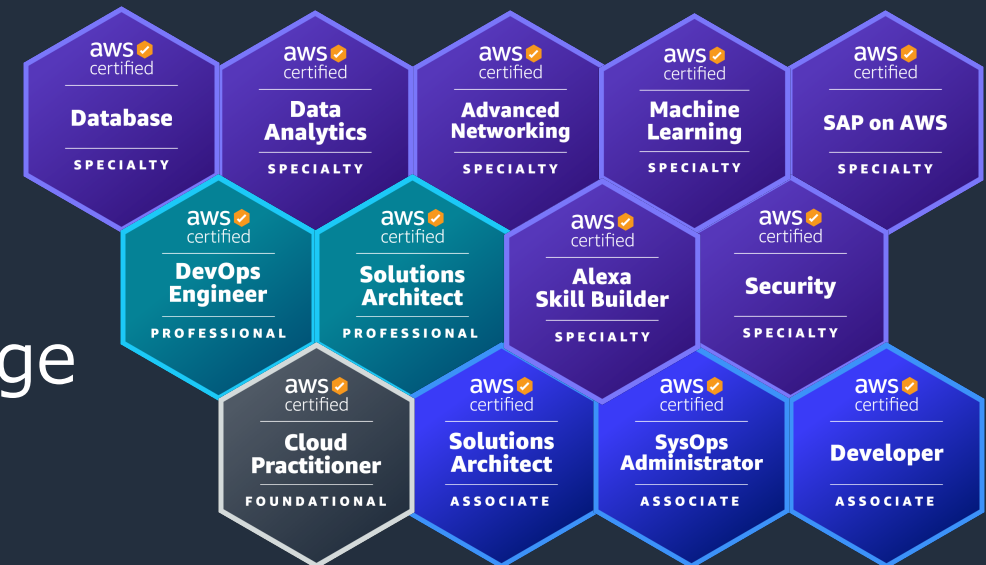 aws
certified
Database
SPECIALTY
aws
certified
Data
Analytics
SPECIALTY
aws
certified
Advanced
Networking
SPECIALTY
aws
certified
Machine
Learning
SPECIALTY
aws
certified
SAP on AWS
SPECIALTY
aws
certified
DevOps
Engineer
PROFESSIONAL
aws
certified
Solutions
Architect
PROFESSIONAL
aws
certified
Alexa
Skill Builder
SPECIALTY
aws
certified
Security
SPECIALTY
ge
aws
certified
Cloud
Practitioner
FOUNDATIONAL
aws
certified
Solutions
Architect
ASSOCIATE
aws
certified
SysOps
Administrator
ASSOCIATE
aws
certified
Developer
ASSOCIATE